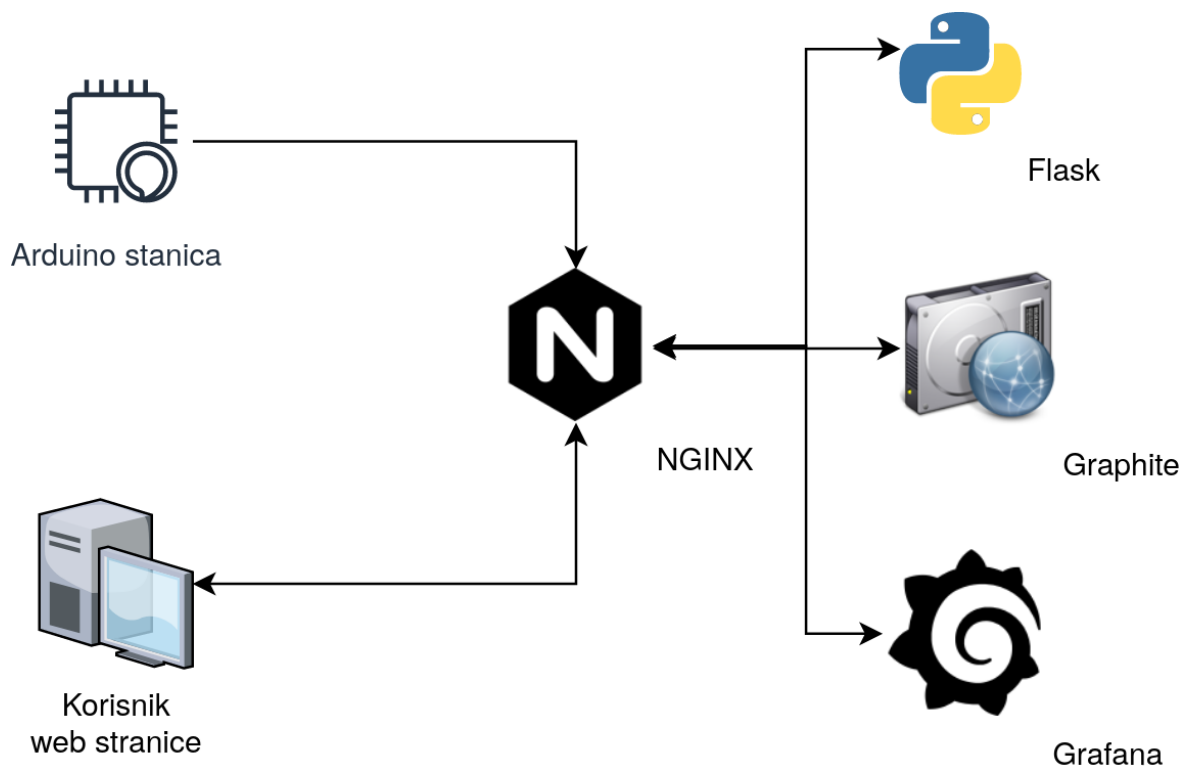 Flask
Arduino stanica
N
NGINX
Graphite
Korisnik
web stranice
Grafana